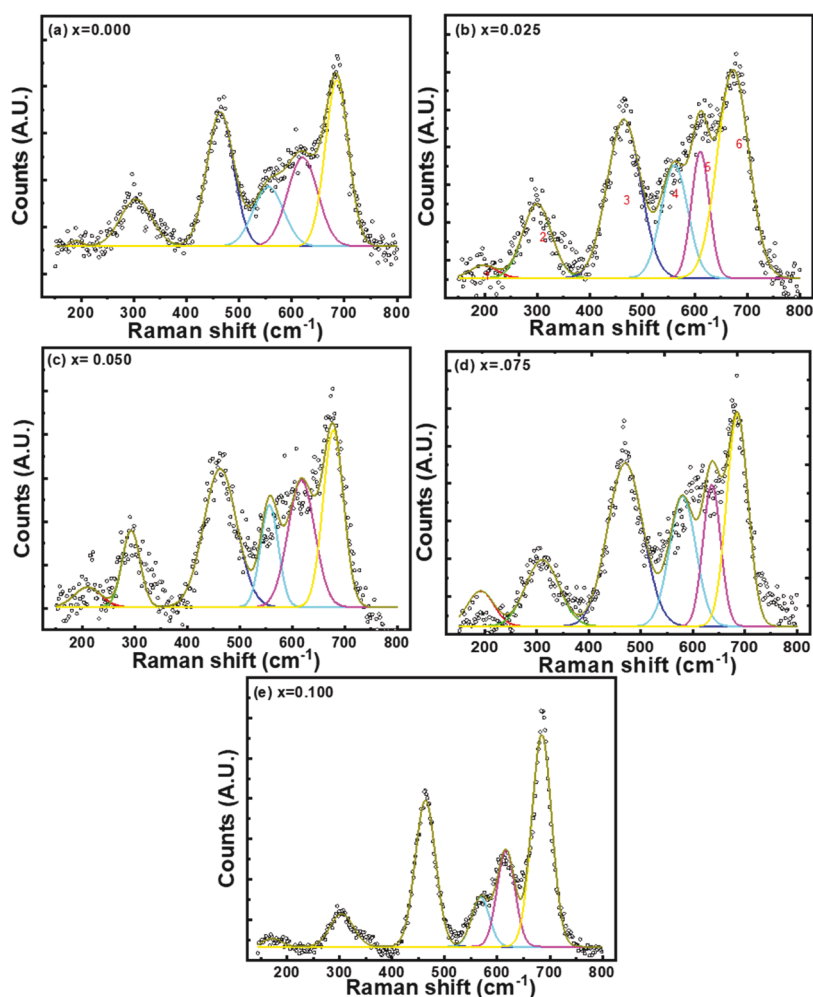 (a) x=0.000
Counts (A.U.)
200 300 400 500 600 700 800
Raman shift (cm-1)
(b) x=0.025
Counts (A.U.)
1 2 3 4 5 6
200 300 400 500 600 700 800
Raman shift (cm-1)
(c) x= 0.050
Counts (A.U.)
200 300 400 500 600 700 800
Raman shift (cm-1)
(d) x=.075
Counts (A.U.)
200 300 400 500 600 700 800
Raman shift (cm-1)
(e) x=0.100
Counts (A.U.)
200 300 400 500 600 700 800
Raman shift (cm-1)